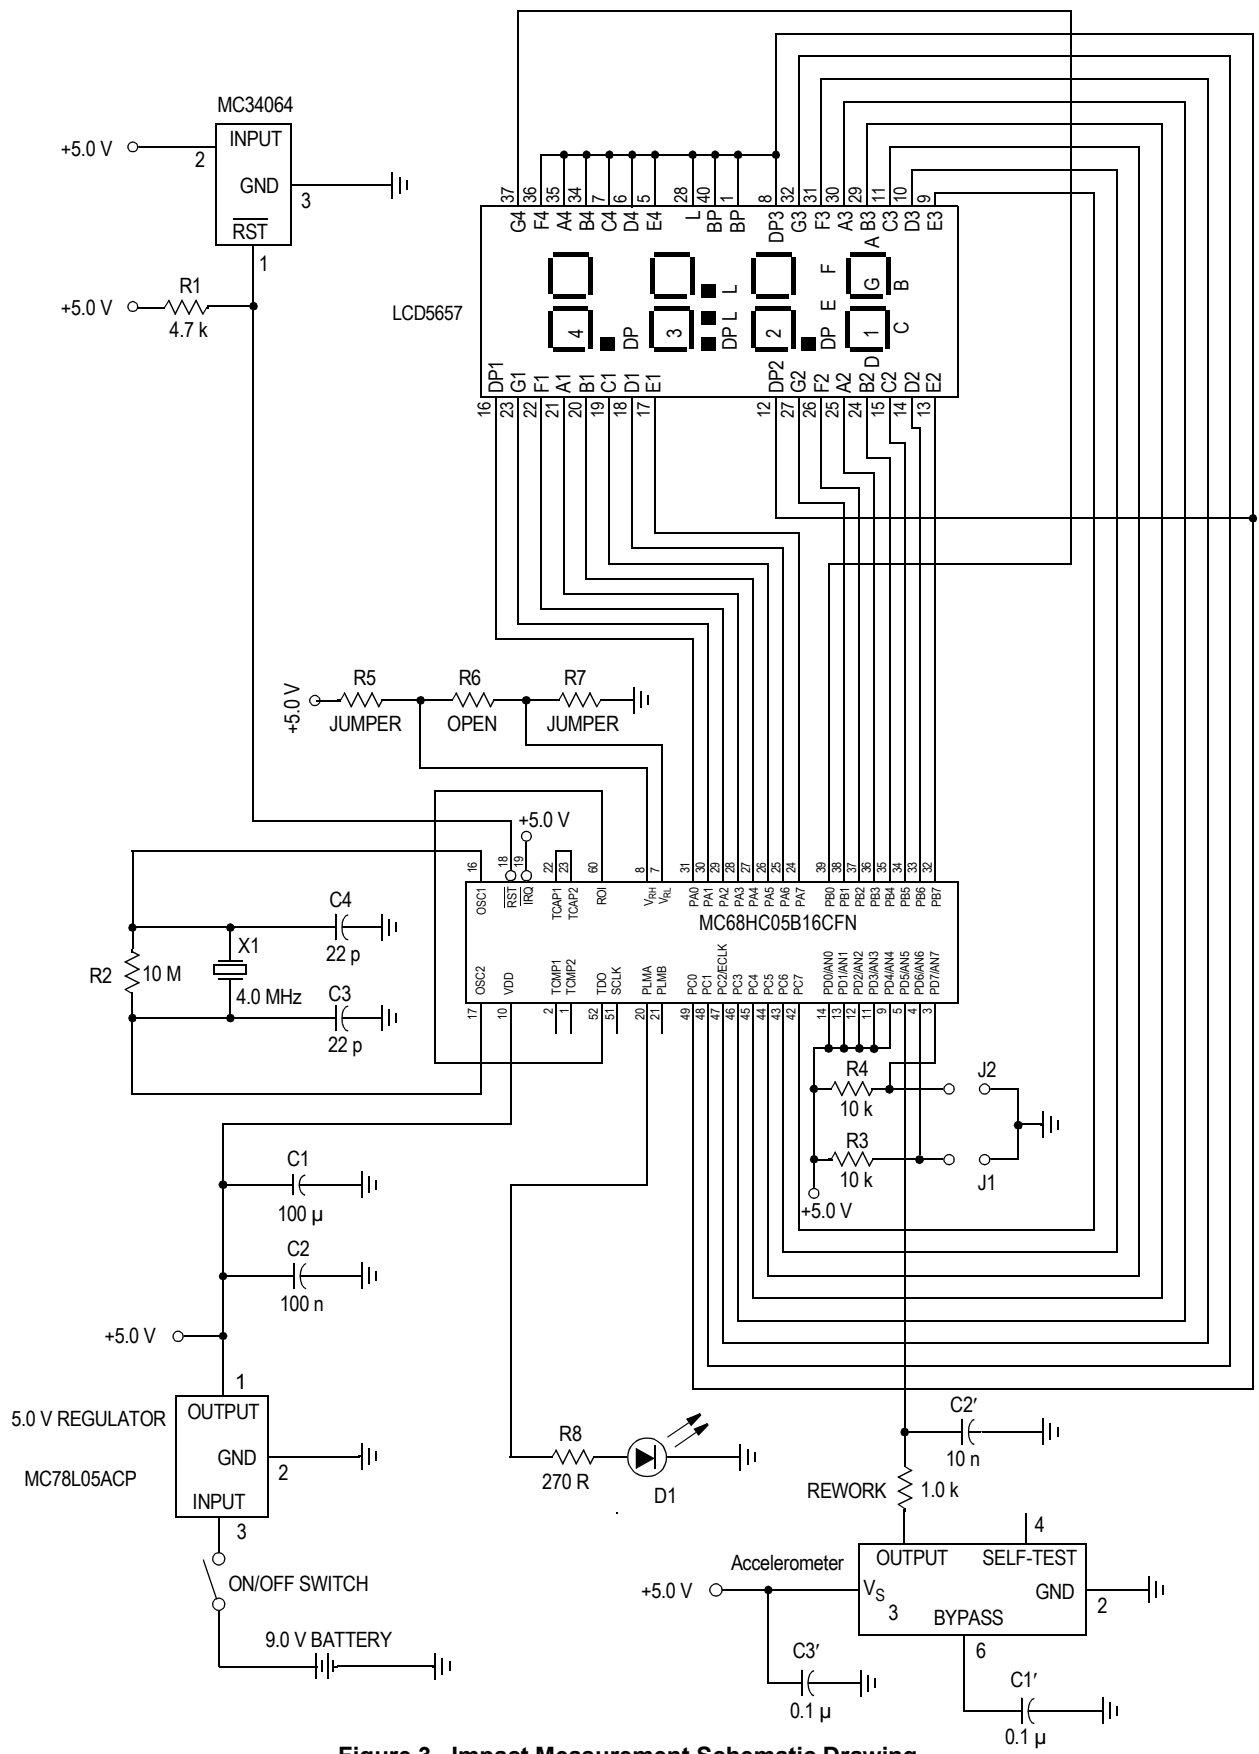 MC34064
INPUT
+5.0 V
2
GND
3
RST
1
R1
+5.0 V
4.7 k
37 36 35 34 7 6 5 28 40 1 8 32 31 30 29 11 10 9
G4 F4 A4 B4 C4 D4 E4 L BP BP DP3 G3 F3 A3 B3 C3 D3 E3
LCD5657
4 DP 3 DP L L 2 DP 1 A B C D E F G
DP1 G1 F1 A1 B1 C1 D1 E1 DP2 G2 F2 A2 B2 C2 D2 E2
16 23 22 21 20 19 18 17 12 27 26 25 24 15 14 13
+5.0 V
R5 R6 R7
JUMPER OPEN JUMPER
+5.0 V
16 18 19 22 23 60 8 7 31 30 29 28 27 26 25 24 39 38 37 36 35 34 33 32
OSC1 RST IRQ TCAP1 TCAP2 ROI VRH VRL PA0 PA1 PA2 PA3 PA4 PA5 PA6 PA7 PB0 PB1 PB2 PB3 PB4 PB5 PB6 PB7
MC68HC05B16CFN
OSC2 VDD TCMP1 TCMP2 TDO SCLK PLMA PLMB PC0 PC1 PC2/ECLK PC3 PC4 PC5 PC6 PC7 PD0/AN0 PD1/AN1 PD2/AN2 PD3/AN3 PD4/AN4 PD5/AN5 PD6/AN6 PD7/AN7
17 10 2 1 52 51 20 21 49 48 47 46 45 44 43 42 14 13 12 11 9 5 4 3
C4
22 p
X1
R2
10 M
4.0 MHz
C3
22 p
R4
10 k
J2
R3
10 k
J1
+5.0 V
C1
100 µ
C2
100 n
+5.0 V
1
5.0 V REGULATOR
OUTPUT
GND
2
MC78L05ACP
INPUT
3
ON/OFF SWITCH
9.0 V BATTERY
R8
270 R
D1
C2′
10 n
REWORK
1.0 k
4
Accelerometer
OUTPUT
SELF-TEST
+5.0 V
VS
3
GND
2
BYPASS
6
C3′
0.1 µ
C1′
0.1 µ
Figure 3. Impact Measurement Schematic Drawing